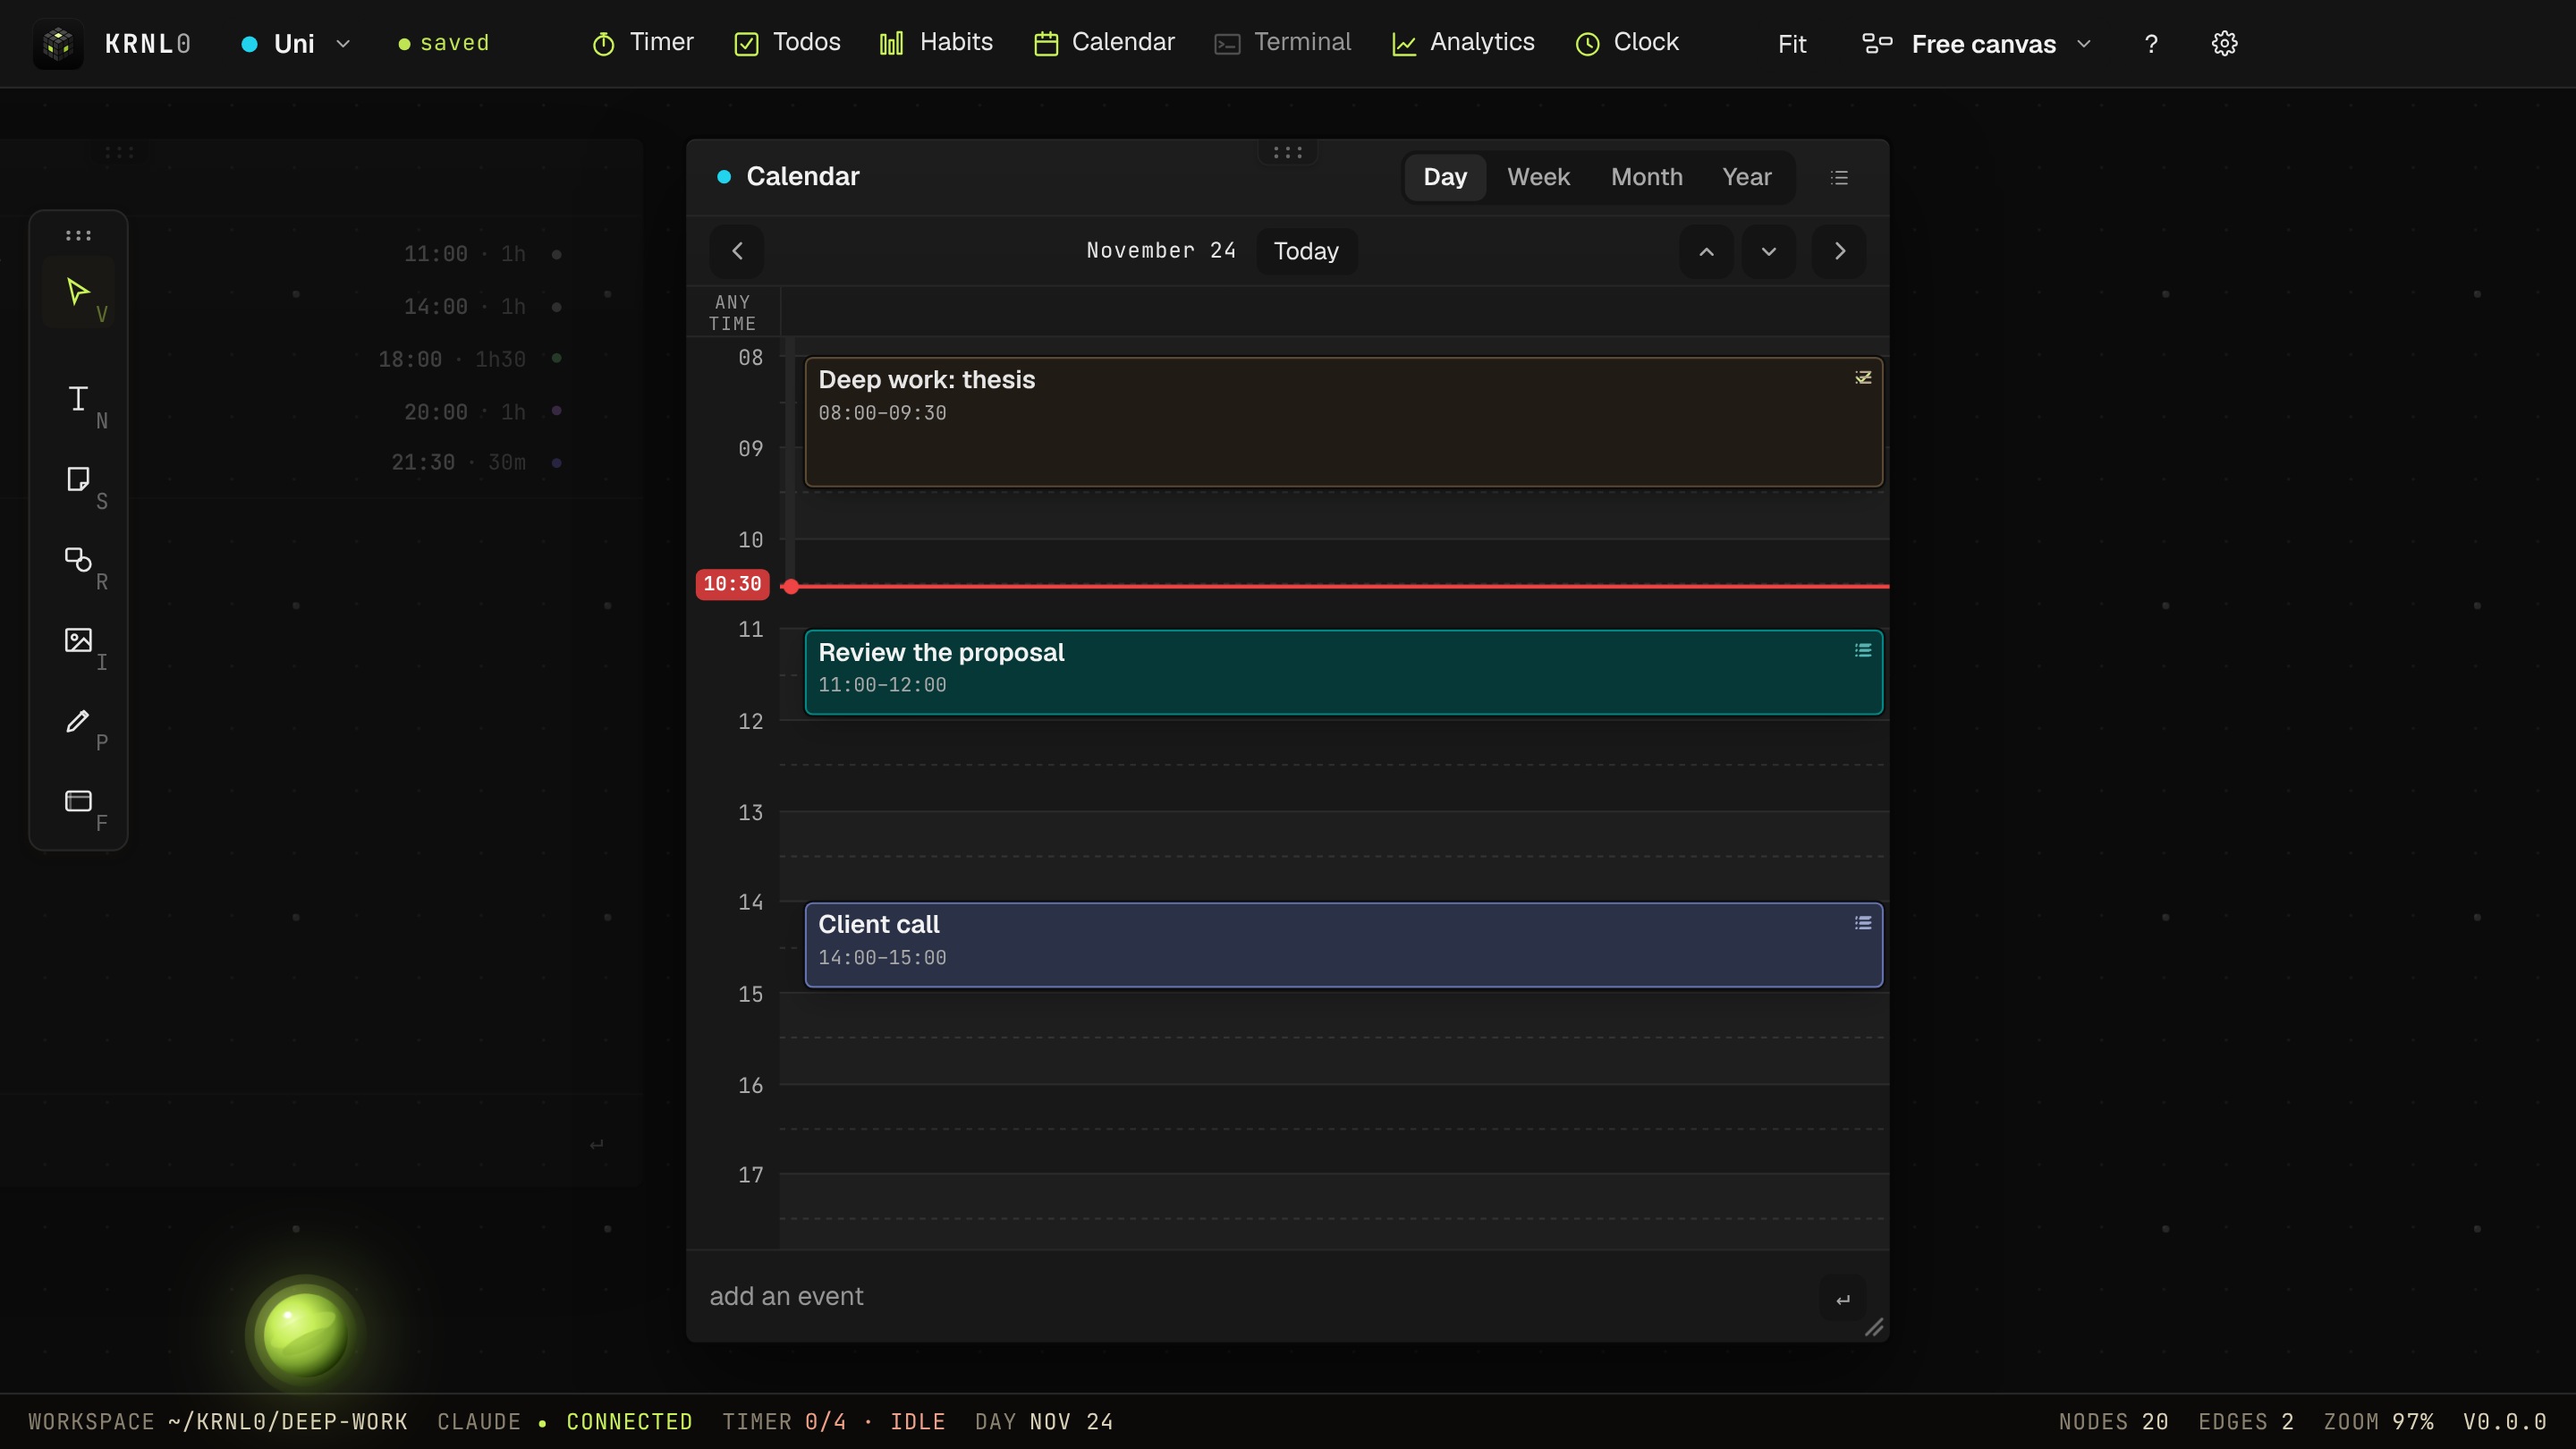 KRNL0 Uni saved Timer Todos Habits Calendar Terminal Analytics Clock Fit Free canvas ?
Calendar Day Week Month Year
November 24 Today
ANY TIME
V
N
S
R
I
P
F
11:00 · 1h
14:00 · 1h
18:00 · 1h30
20:00 · 1h
21:30 · 30m
08
Deep work: thesis
08:00–09:30
09
10
10:30
11
Review the proposal
11:00–12:00
12
13
14
Client call
14:00–15:00
15
16
17
add an event
WORKSPACE ~/KRNL0/DEEP-WORK CLAUDE • CONNECTED TIMER 0/4 · IDLE DAY NOV 24 NODES 20 EDGES 2 ZOOM 97% V0.0.0